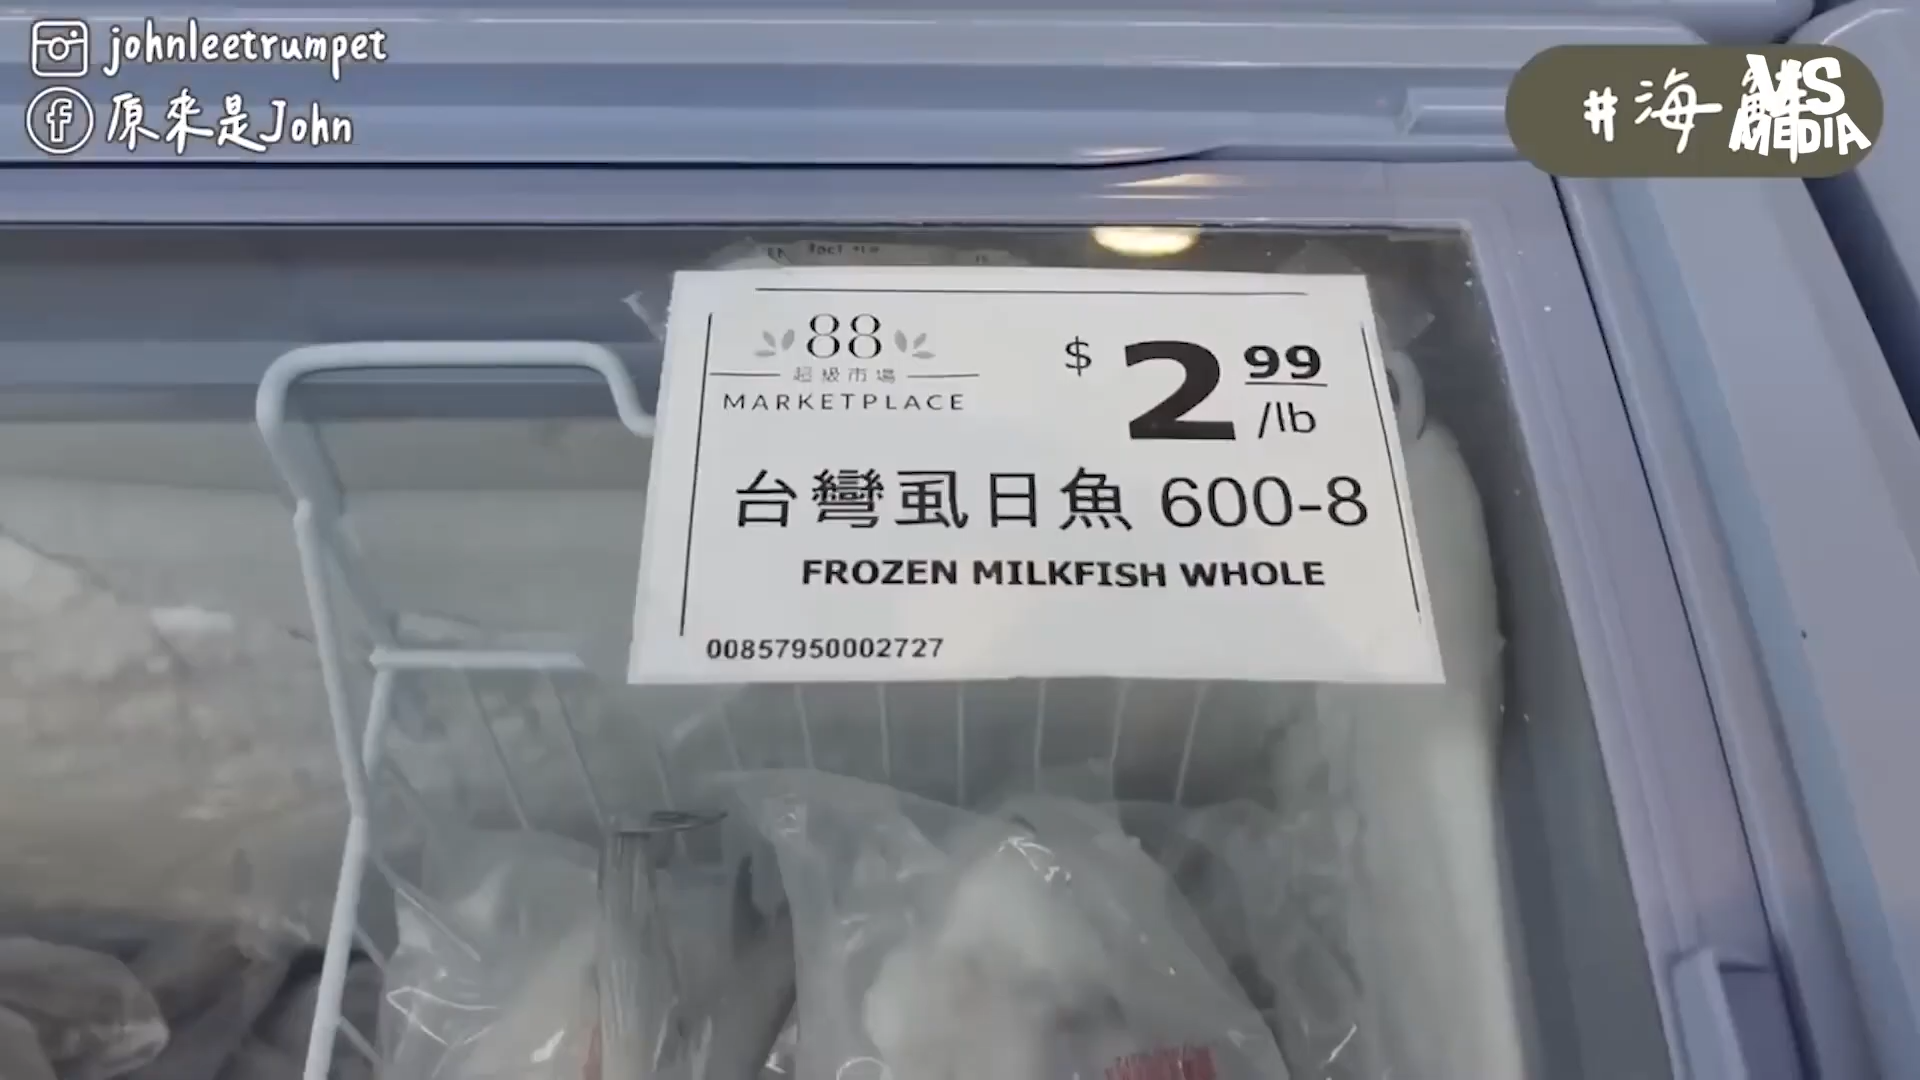 johnleetrumpet
原來是John
#海鮮
MS
MEDIA
88
超級市場
MARKETPLACE
$ 2 99
/lb
台灣虱目魚 600-8
FROZEN MILKFISH WHOLE
00857950002727